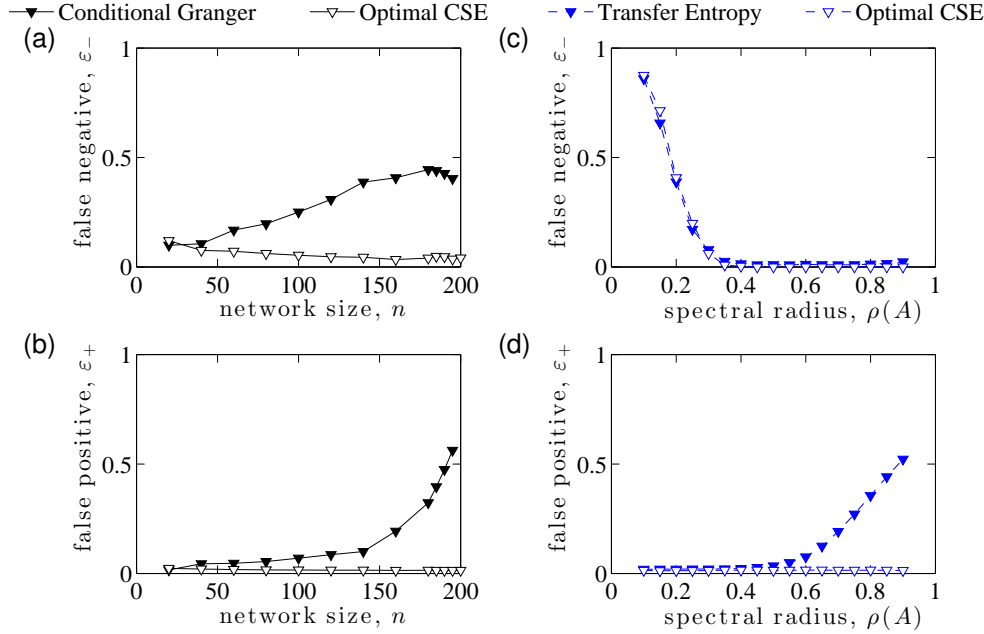 Conditional Granger Optimal CSE Transfer Entropy Optimal CSE
(a)
false negative, ε₋
1
0.5
0
0 50 100 150 200
network size, n
(c)
false negative, ε₋
1
0.5
0
0 0.2 0.4 0.6 0.8 1
spectral radius, ρ(A)
(b)
false positive, ε₊
1
0.5
0
0 50 100 150 200
network size, n
(d)
false positive, ε₊
1
0.5
0
0 0.2 0.4 0.6 0.8 1
spectral radius, ρ(A)